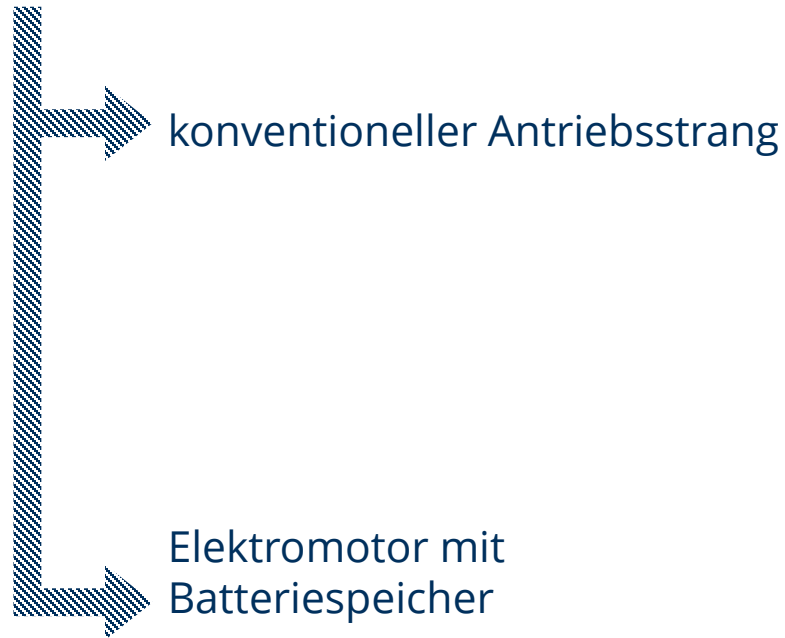 konventioneller Antriebsstrang
Elektromotor mit
Batteriespeicher